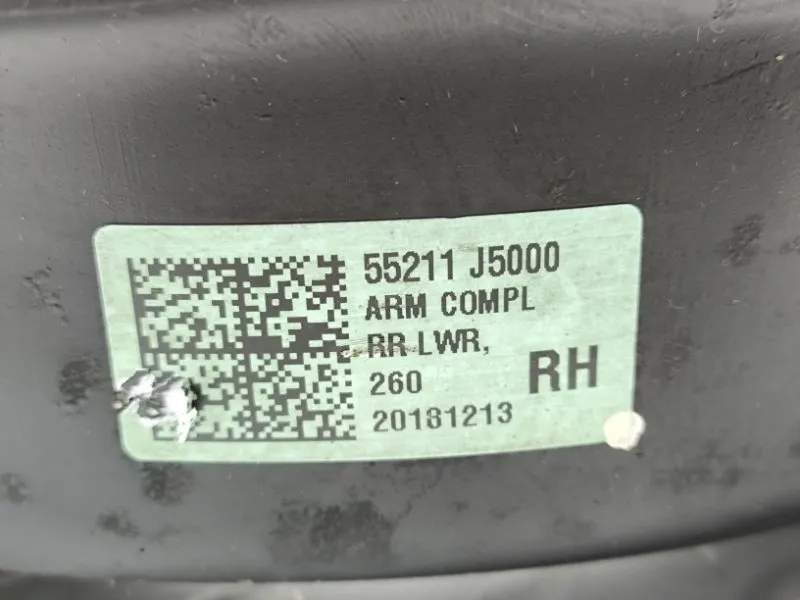 55211 J5000
ARM COMPL
RR LWR,
260
RH
20181213